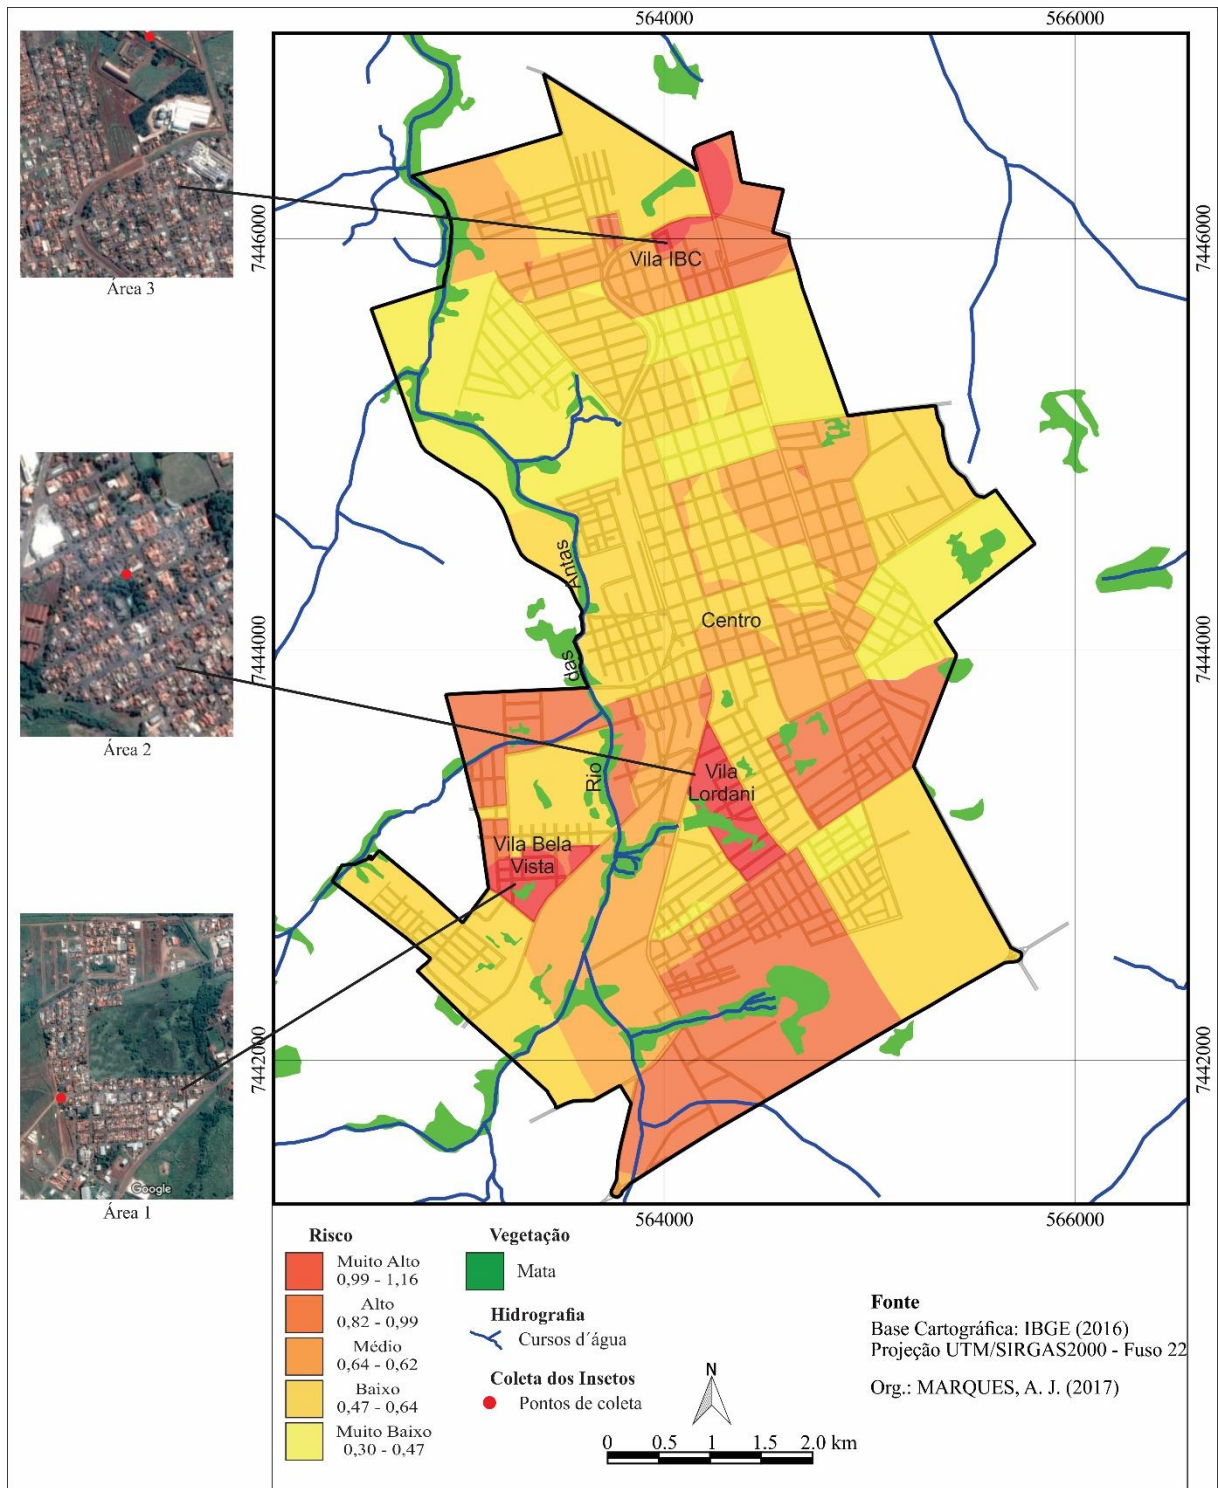 564000
566000
7446000
7446000
Área 3
Vila IBC
Antas
das
Rio
Centro
7444000
7444000
Área 2
Vila
Lordani
Vila Bela
Vista
7442000
7442000
Google
Área 1
564000
566000
Risco
Muito Alto
0,99 - 1,16
Alto
0,82 - 0,99
Médio
0,64 - 0,62
Baixo
0,47 - 0,64
Muito Baixo
0,30 - 0,47
Vegetação
Mata
Hidrografia
Cursos d´água
Coleta dos Insetos
Pontos de coleta
N
0 0.5 1 1.5 2.0 km
Fonte
Base Cartográfica: IBGE (2016)
Projeção UTM/SIRGAS2000 - Fuso 22
Org.: MARQUES, A. J. (2017)